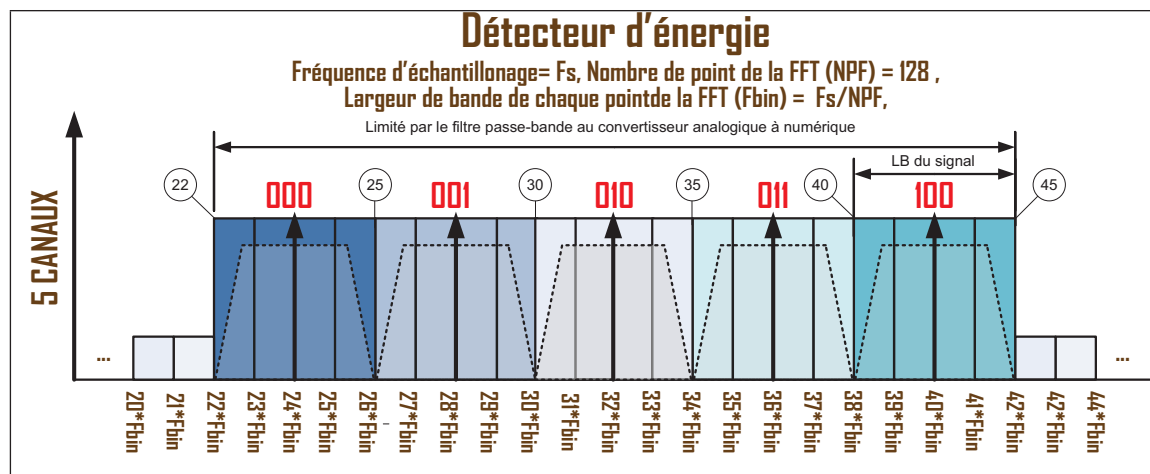 Détecteur d'énergie
Fréquence d'échantillonage= Fs, Nombre de point de la FFT (NPF) = 128 ,
Largeur de bande de chaque pointde la FFT (Fbin) = Fs/NPF,
Limité par le filtre passe-bande au convertisseur analogique à numérique
LB du signal
22
000
25
001
30
010
35
011
40
100
45
5 CANAUX
...
...
20*Fbin
21*Fbin
22*Fbin
23*Fbin
24*Fbin
25*Fbin
26*Fbin
27*Fbin
28*Fbin
29*Fbin
30*Fbin
31*Fbin
32*Fbin
33*Fbin
34*Fbin
35*Fbin
36*Fbin
37*Fbin
38*Fbin
39*Fbin
40*Fbin
41*Fbin
42*Fbin
42*Fbin
44*Fbin